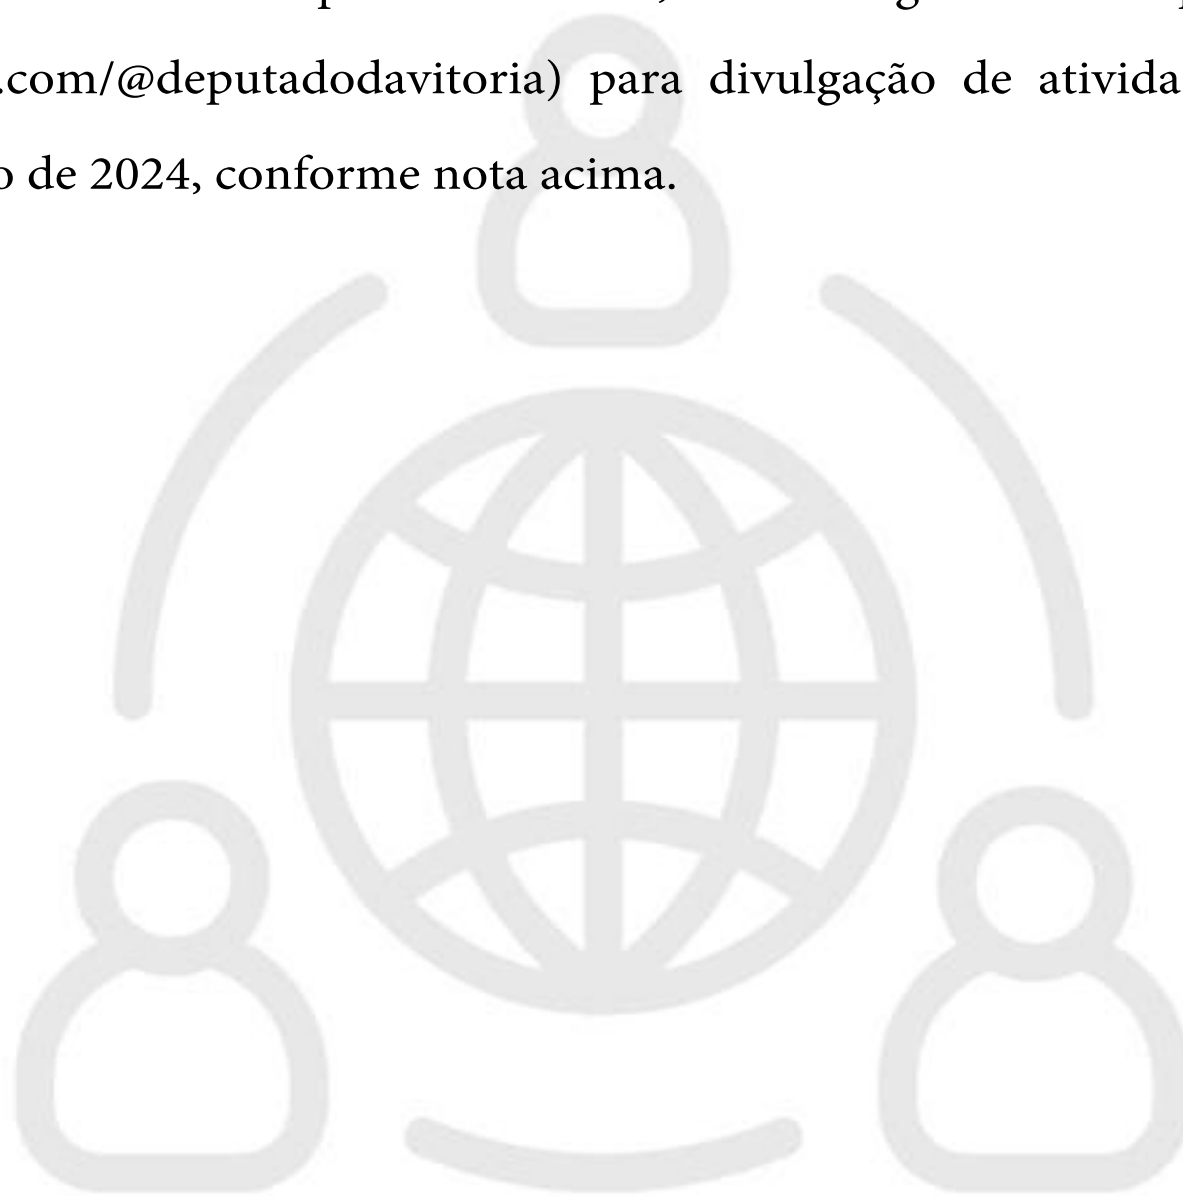 .com/@deputadodavitoria) para divulgação de ativida
o de 2024, conforme nota acima.